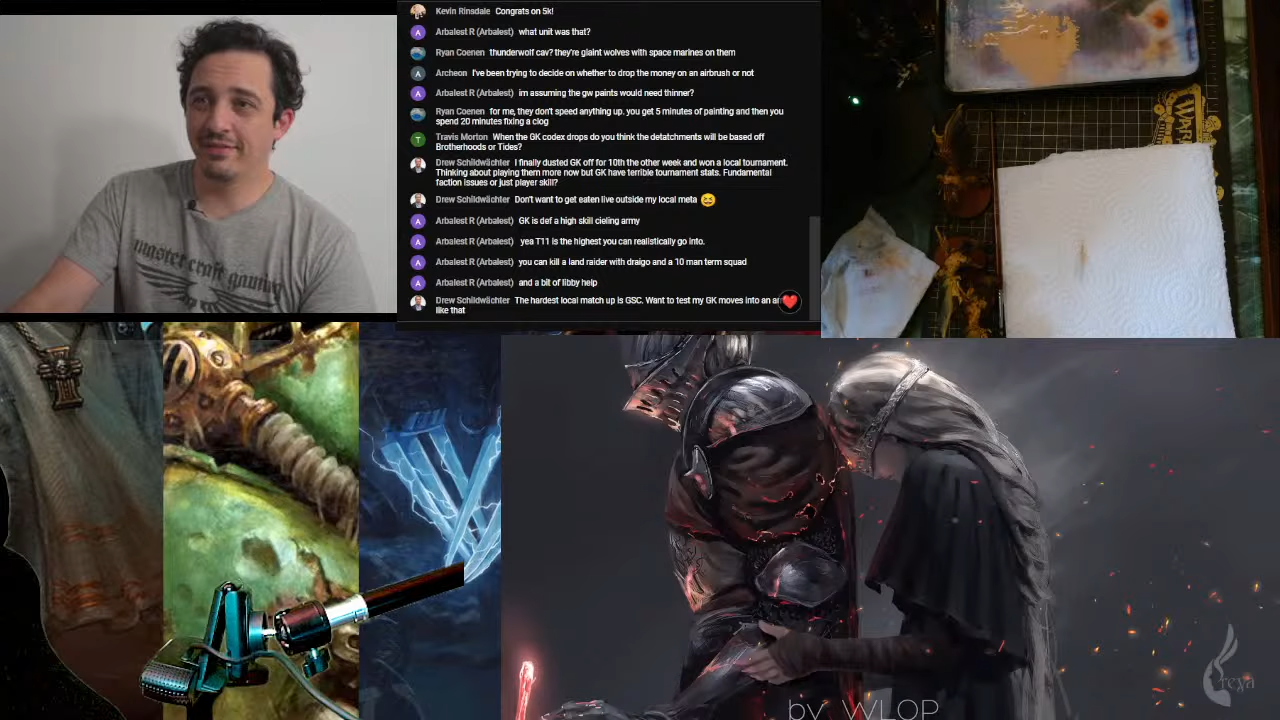 Kevin Rinsdale Congrats on 5k!
A Arbalest R (Arbalest) what unit was that?
Ryan Coenen thunderwolf cav? they're glaint wolves with space marines on them
A Archeon I've been trying to decide on whether to drop the money on an airbrush or not
A Arbalest R (Arbalest) im assuming the gw paints would need thinner?
Ryan Coenen for me, they don't speed anything up. you get 5 minutes of painting and then you
spend 20 minutes fixing a clog
T Travis Morton When the GK codex drops do you think the detatchments will be based off
Brotherhoods or Tides?
Drew Schildwächter I finally dusted GK off for 10th the other week and won a local tournament.
Thinking about playing them more now but GK have terrible tournament stats. Fundamental
faction issues or just player skill?
Drew Schildwächter Don't want to get eaten live outside my local meta
A Arbalest R (Arbalest) GK is def a high skill cieling army
A Arbalest R (Arbalest) yea T11 is the highest you can realistically go into.
A Arbalest R (Arbalest) you can kill a land raider with draigo and a 10 man term squad
A Arbalest R (Arbalest) and a bit of libby help
Drew Schildwächter The hardest local match up is GSC. Want to test my GK moves into an
like that
master craft gaming
WAR
by WLOP